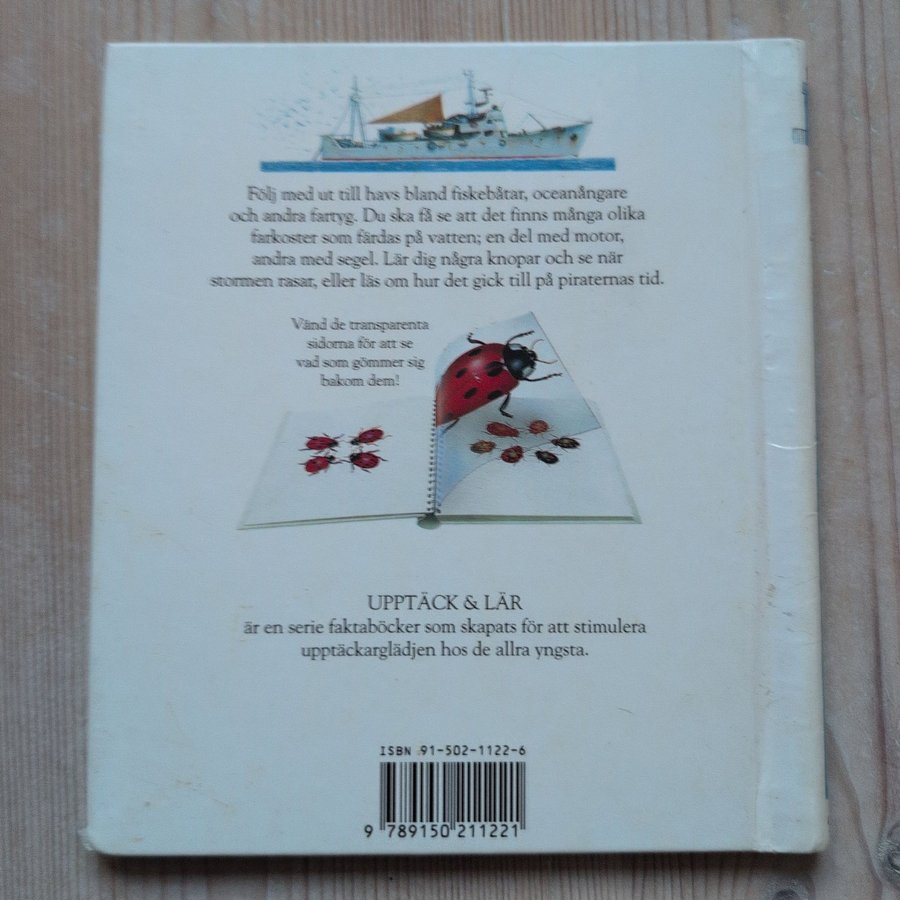 Följ med ut till havs bland fiskebåtar, oceanångare
och andra fartyg. Du ska få se att det finns många olika
farkoster som färdas på vatten; en del med motor,
andra med segel. Lär dig några knopar och se när
stormen rasar, eller läs om hur det gick till på piraternas tid.
Vänd de transparenta
sidorna för att se
vad som gömmer sig
bakom dem!
UPPTÄCK & LÄR
är en serie faktaböcker som skapats för att stimulera
upptäckarglädjen hos de allra yngsta.
ISBN 91-502-1122-6
9 789150 211221